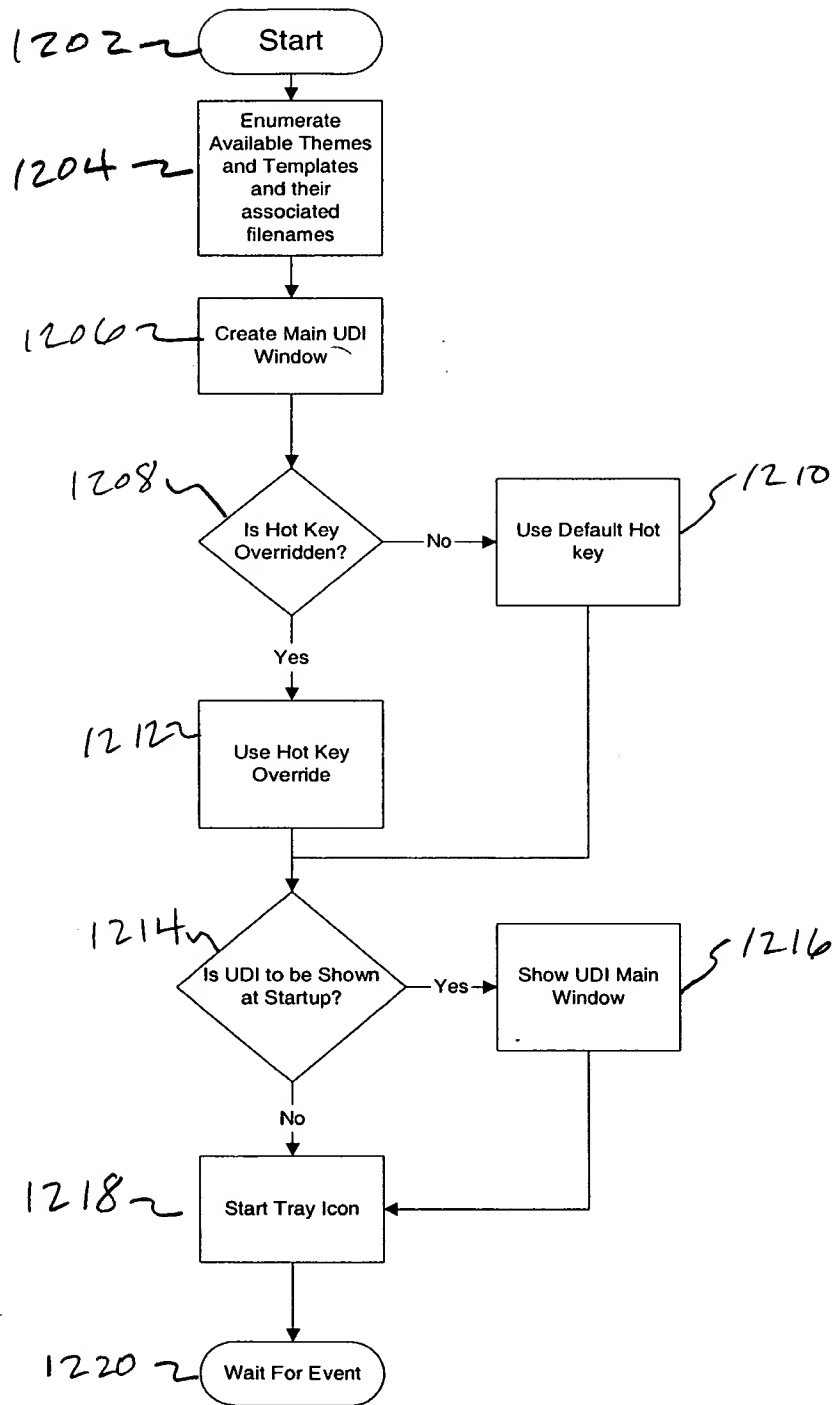 1202
Start
1204
Enumerate
Available Themes
and Templates
and their
associated
filenames
1206
Create Main UDI
Window
1208
Is Hot Key
Overridden?
No
1210
Use Default Hot
key
Yes
1212
Use Hot Key
Override
1214
Is UDI to be Shown
at Startup?
Yes
1216
Show UDI Main
Window
No
1218
Start Tray Icon
1220
Wait For Event